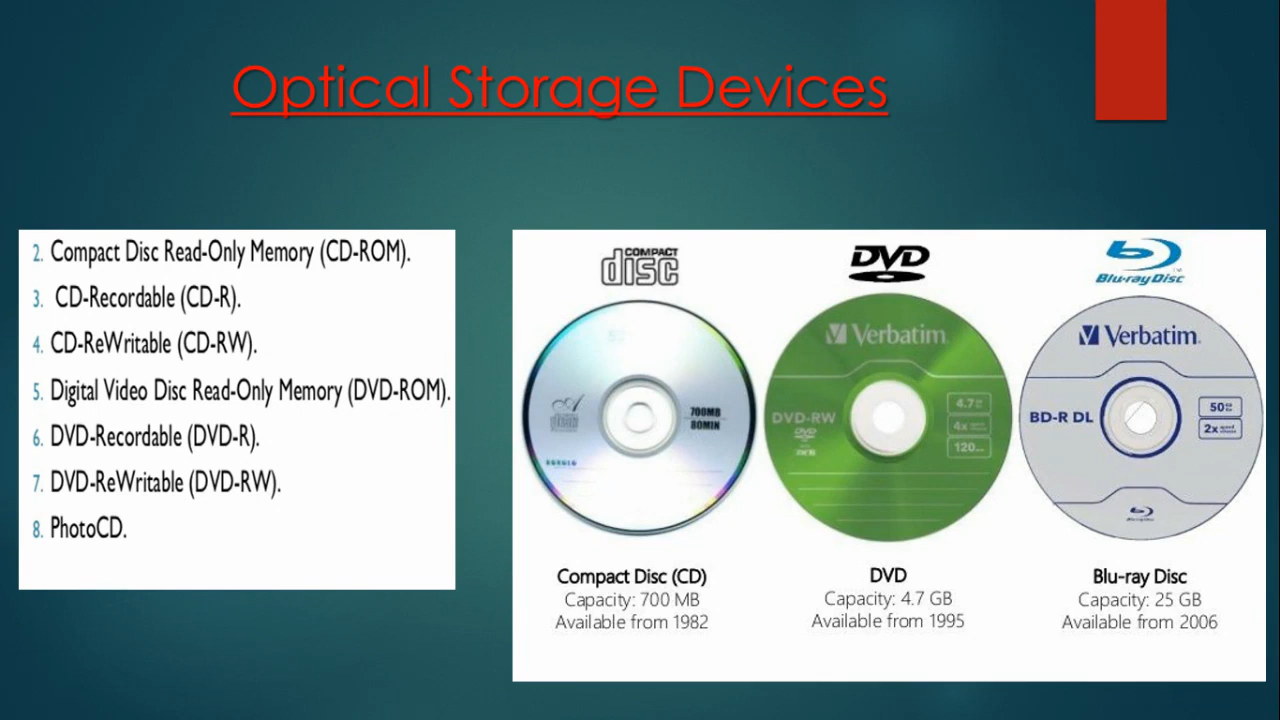 Optical Storage Devices
2. Compact Disc Read-Only Memory (CD-ROM).
3. CD-Recordable (CD-R).
4. CD-ReWritable (CD-RW).
5. Digital Video Disc Read-Only Memory (DVD-ROM).
6. DVD-Recordable (DVD-R).
7. DVD-ReWritable (DVD-RW).
8. PhotoCD.
COMPACT
disc
700MB
80MIN
Compact Disc (CD)
Capacity: 700 MB
Available from 1982
DVD
Verbatim
DVD-RW
DVD
4.7
4x
120
DVD
Capacity: 4.7 GB
Available from 1995
Blu-ray Disc
Verbatim
BD-R DL
50
2x speed
Blu-ray Disc
Capacity: 25 GB
Available from 2006